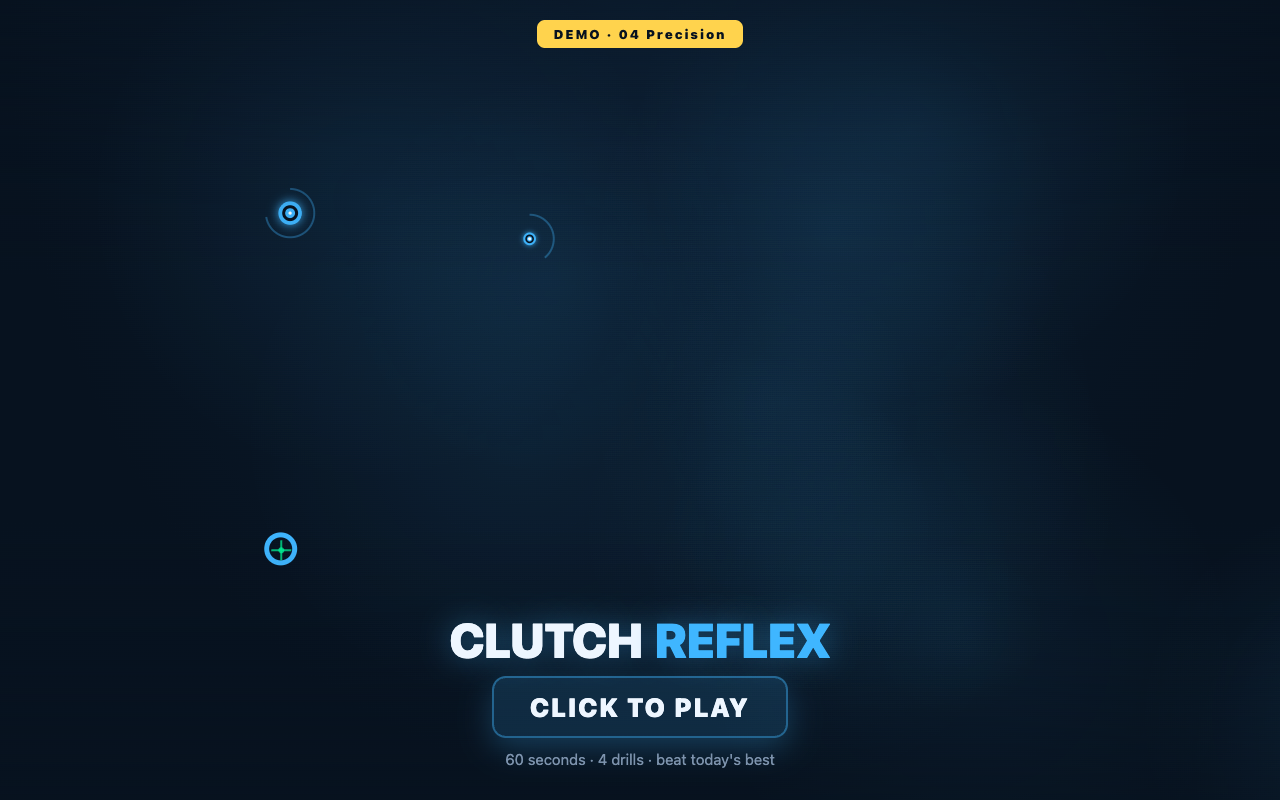 DEMO · 04 Precision
CLUTCH REFLEX
CLICK TO PLAY
60 seconds · 4 drills · beat today's best